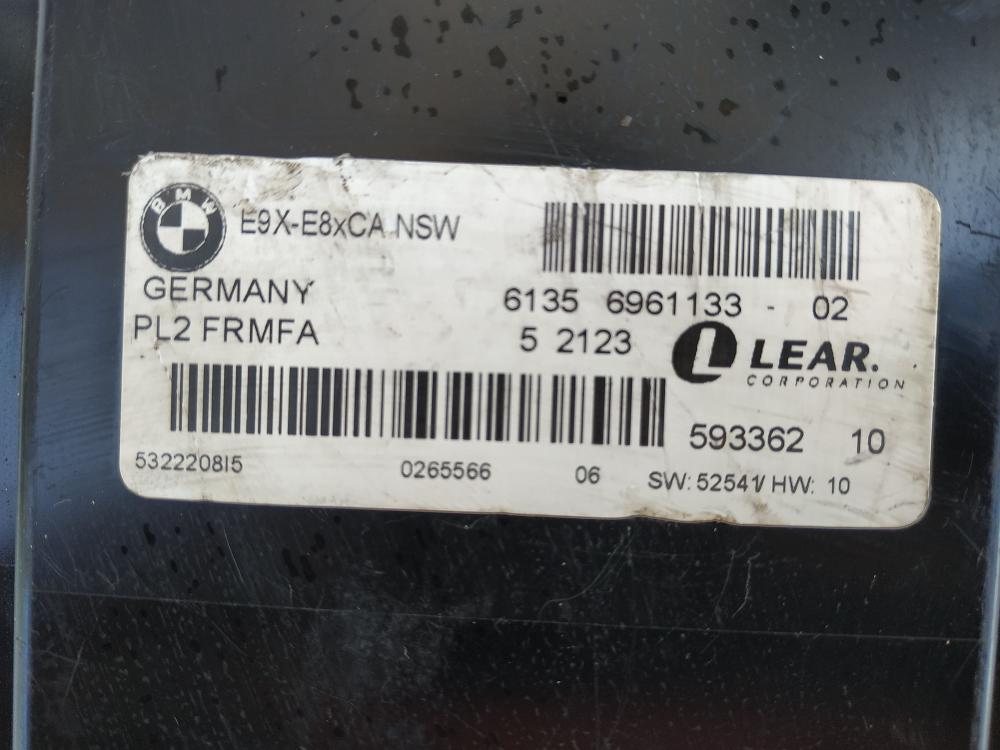 BMW
E9X-E8xCA NSW
GERMANY
6135 6961133 - 02
PL2 FRMFA
5 2123
LEAR.
CORPORATION
593362 10
532220815
0265566
06
SW: 52541/ HW: 10